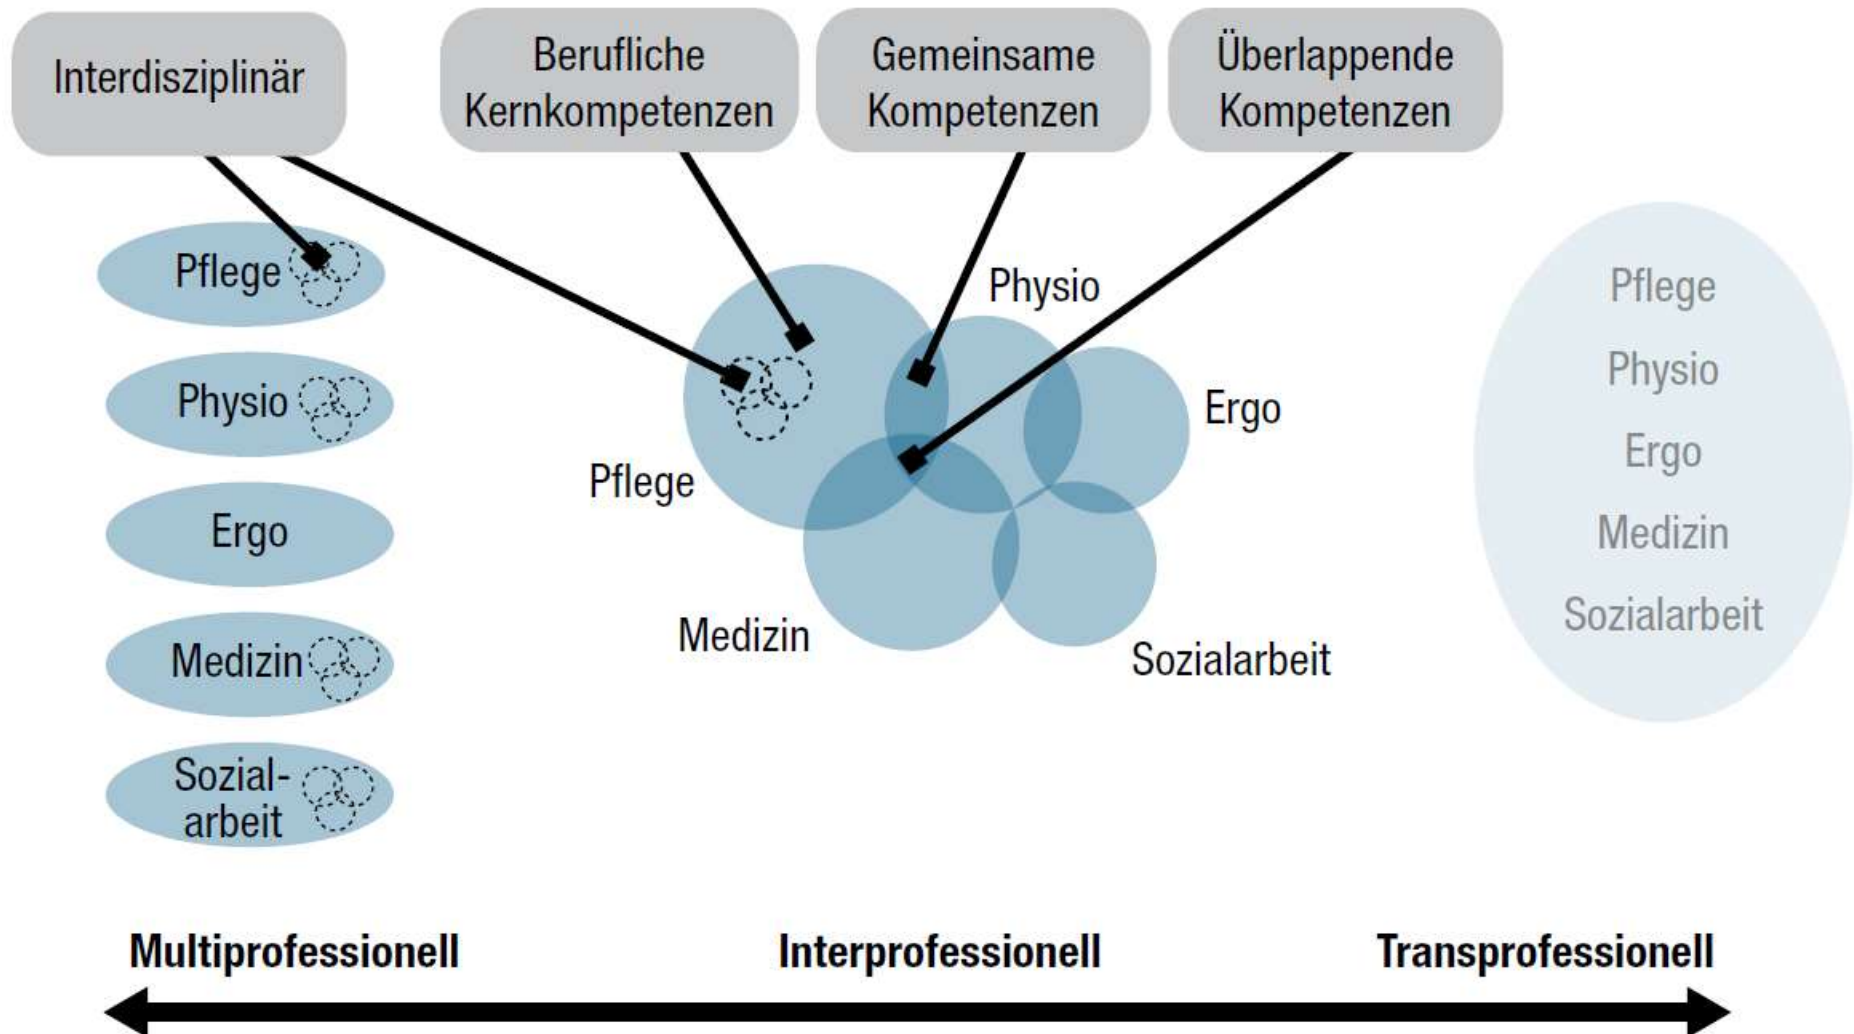 Interdisziplinär
Berufliche
Kernkompetenzen
Gemeinsame
Kompetenzen
Überlappende
Kompetenzen
Pflege
Physio
Ergo
Medizin
Sozial-
arbeit
Physio
Ergo
Pflege
Medizin
Sozialarbeit
Pflege
Physio
Ergo
Medizin
Sozialarbeit
Multiprofessionell
Interprofessionell
Transprofessionell